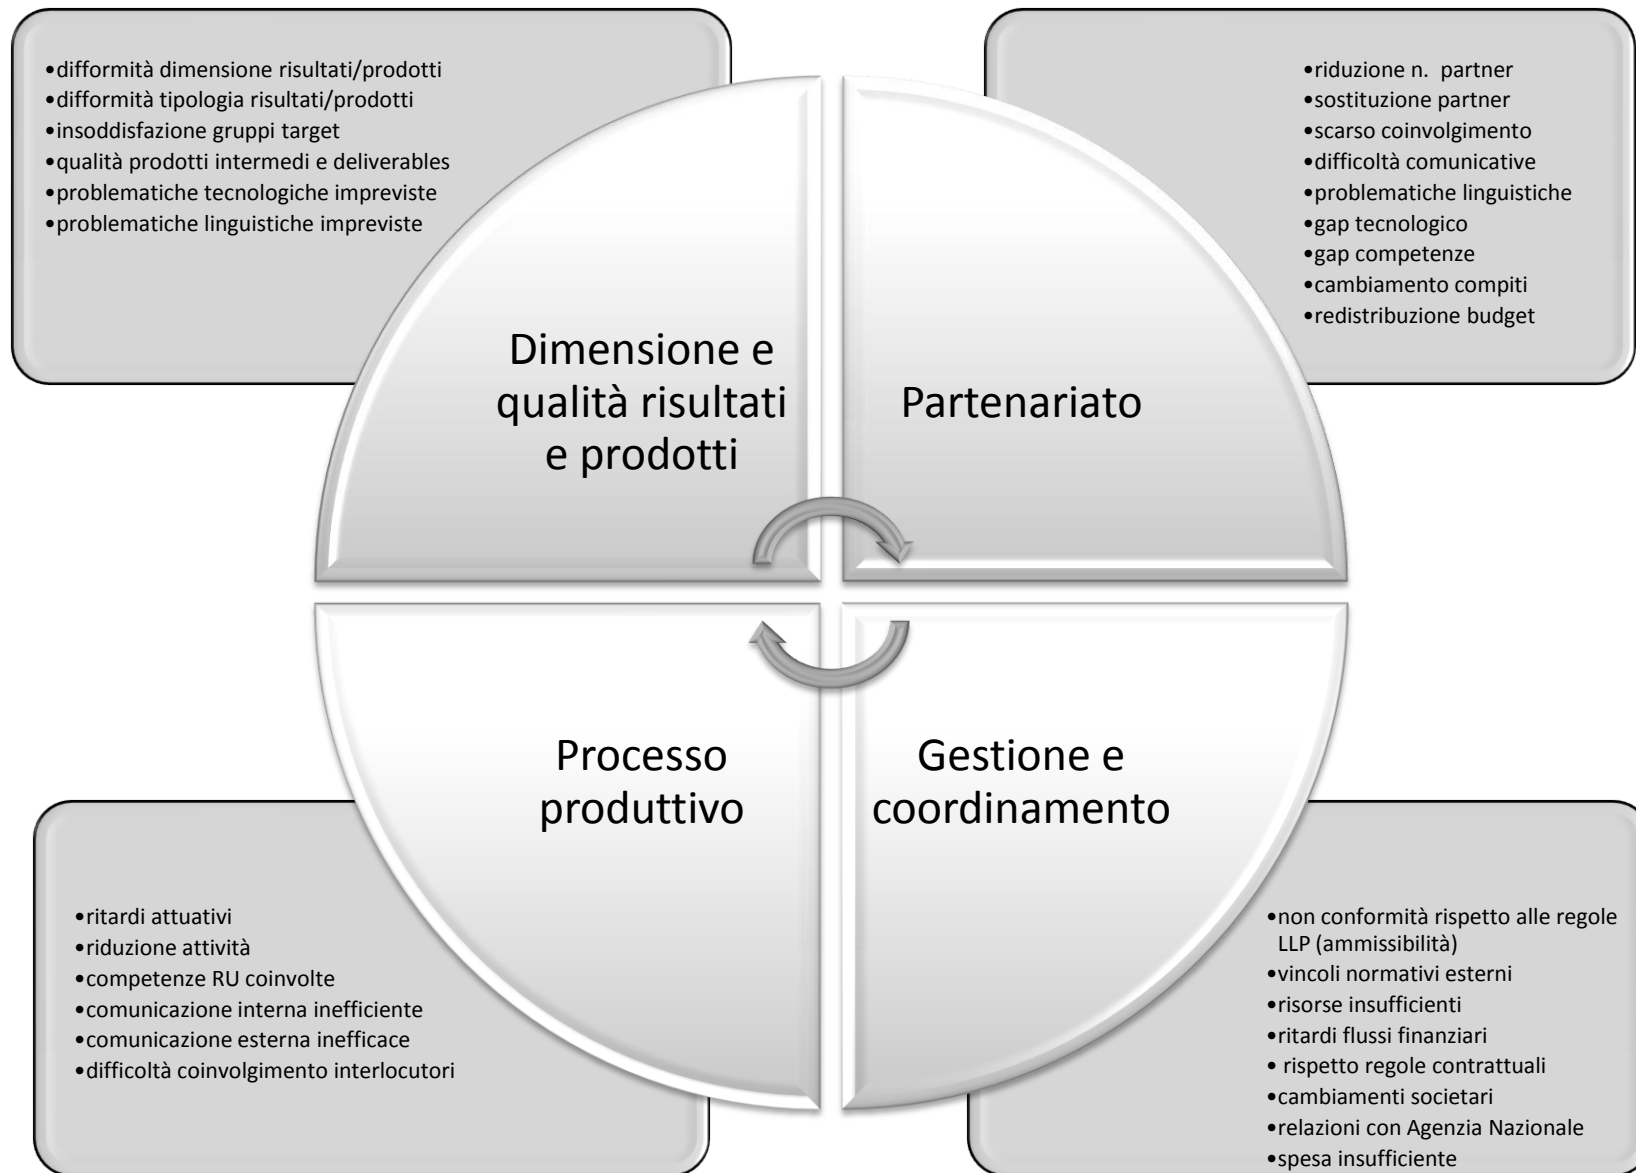 •difformità dimensione risultati/prodotti
•difformità tipologia risultati/prodotti
•insoddisfazione gruppi target
•qualità prodotti intermedi e deliverables
•problematiche tecnologiche impreviste
•problematiche linguistiche impreviste
•riduzione n. partner
•sostituzione partner
•scarso coinvolgimento
•difficoltà comunicative
•problematiche linguistiche
•gap tecnologico
•gap competenze
•cambiamento compiti
•redistribuzione budget
Dimensione e
qualità risultati
e prodotti
Partenariato
Processo
produttivo
Gestione e
coordinamento
•ritardi attuativi
•riduzione attività
•competenze RU coinvolte
•comunicazione interna inefficiente
•comunicazione esterna inefficace
•difficoltà coinvolgimento interlocutori
•non conformità rispetto alle regole
LLP (ammissibilità)
•vincoli normativi esterni
•risorse insufficienti
•ritardi flussi finanziari
• rispetto regole contrattuali
•cambiamenti societari
•relazioni con Agenzia Nazionale
•spesa insufficiente